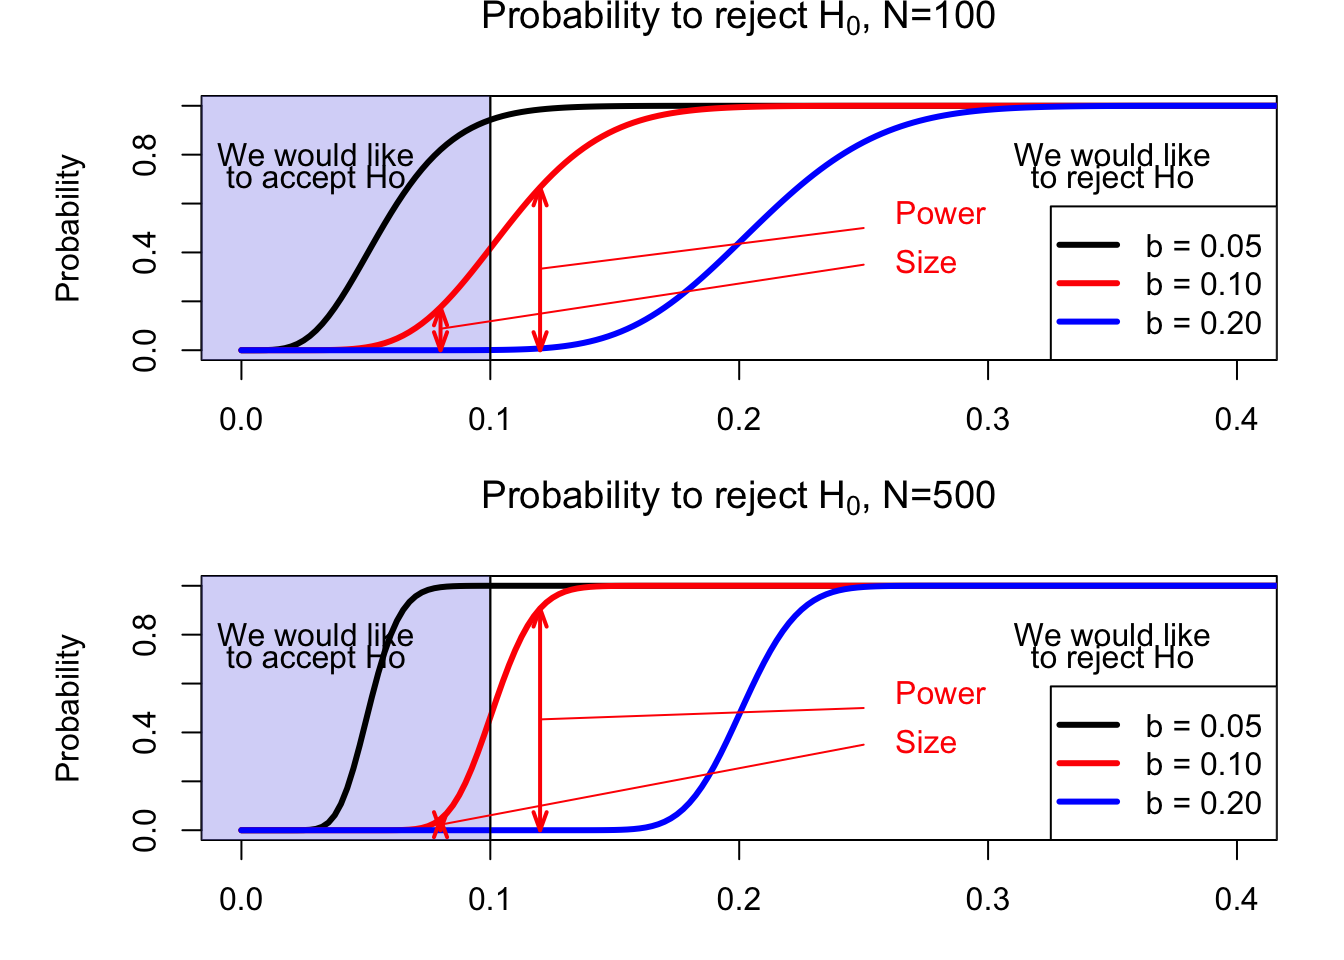 Probability to reject H₀, N=100
Probability
0.0
0.4
0.8
We would like
to accept Ho
We would like
to reject Ho
Power
Size
b = 0.05
b = 0.10
b = 0.20
0.0
0.1
0.2
0.3
0.4
Probability to reject H₀, N=500
Probability
0.0
0.4
0.8
We would like
to accept Ho
We would like
to reject Ho
Power
Size
b = 0.05
b = 0.10
b = 0.20
0.0
0.1
0.2
0.3
0.4